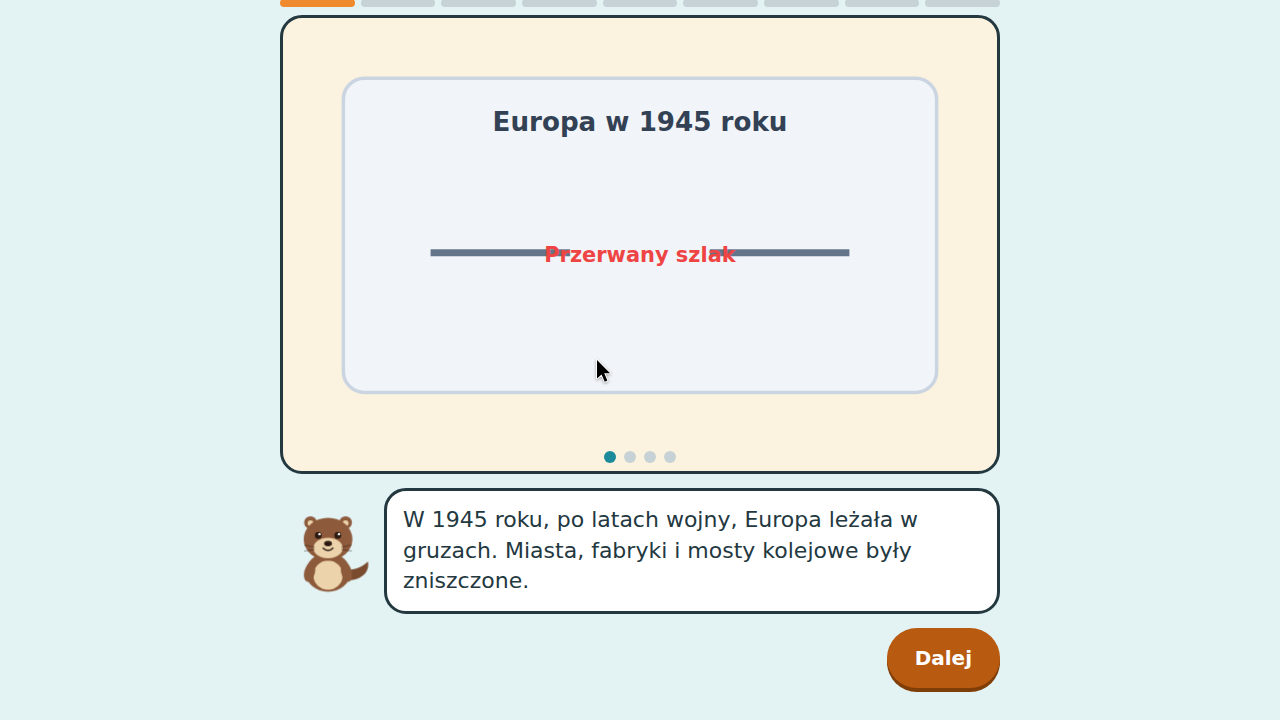 Europa w 1945 roku
Przerwany szlak
W 1945 roku, po latach wojny, Europa leżała w
gruzach. Miasta, fabryki i mosty kolejowe były
zniszczone.
Dalej